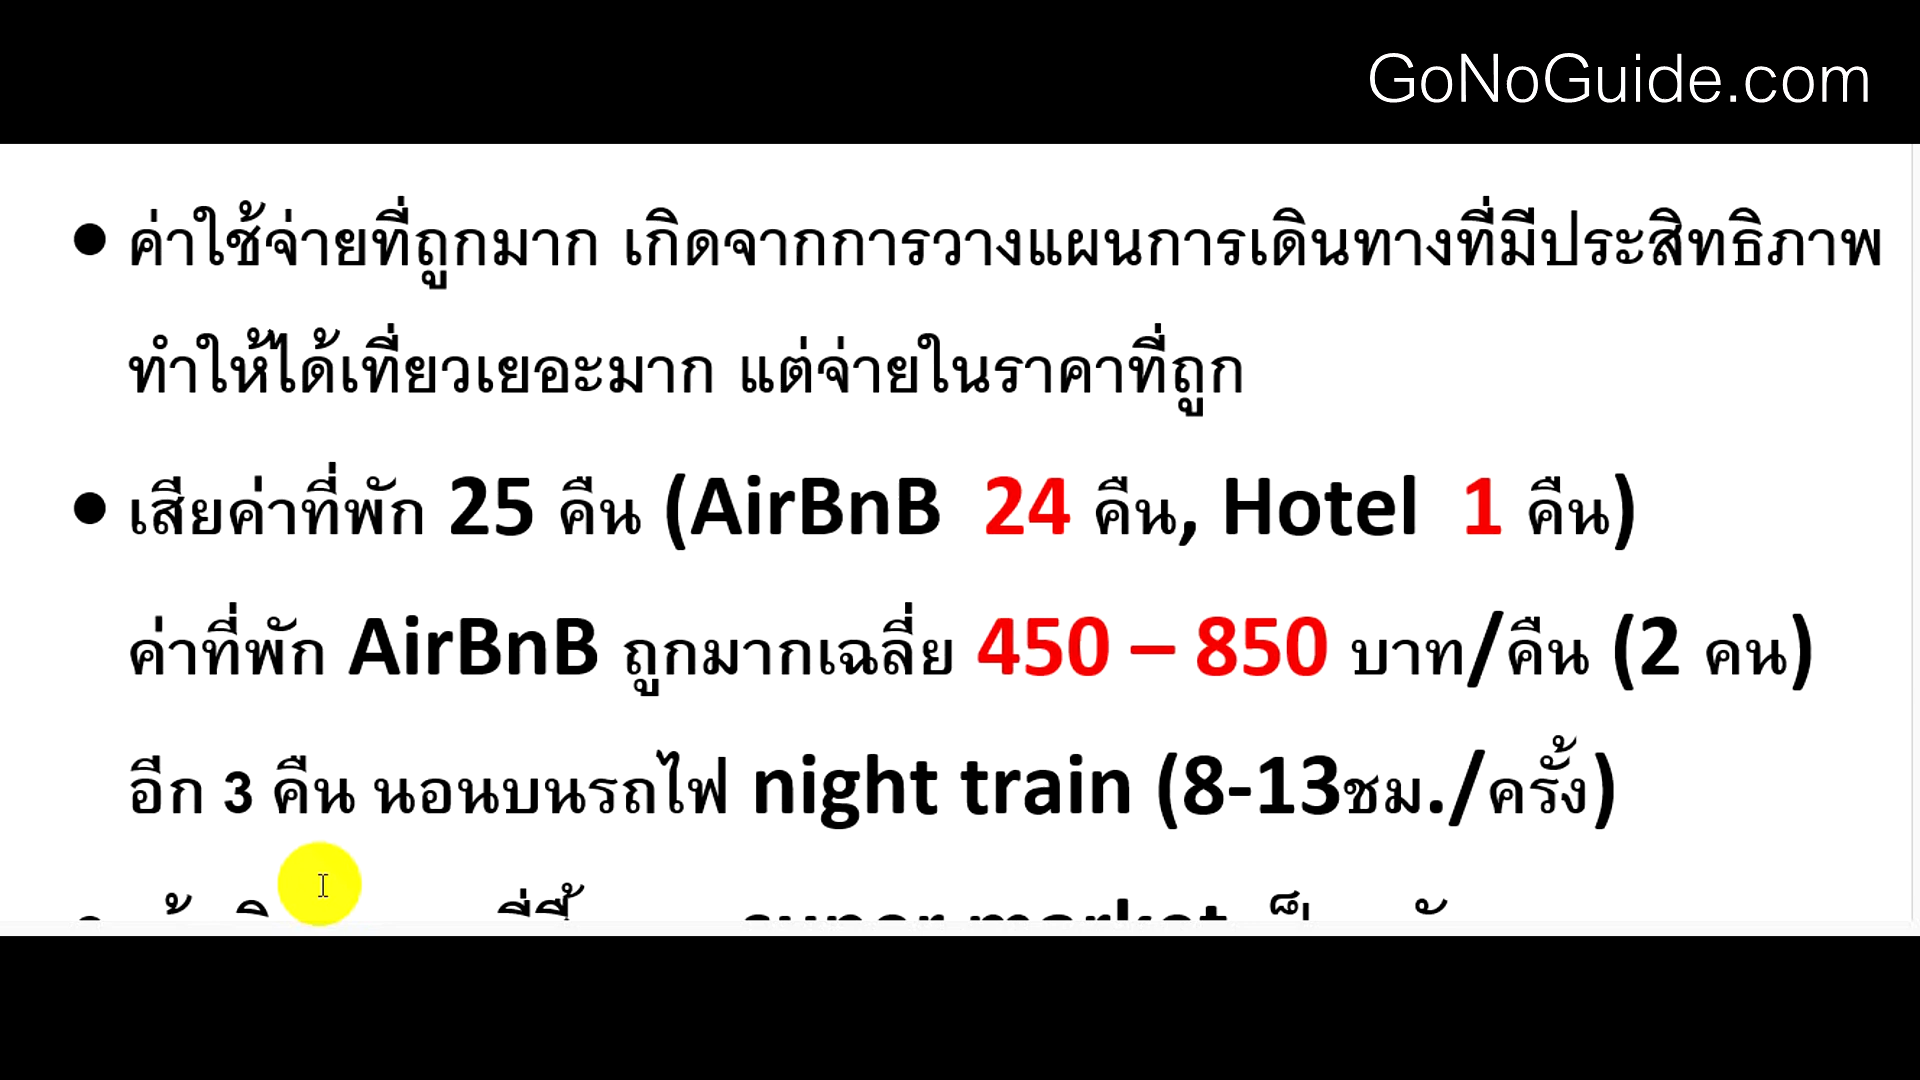 GoNoGuide.com
● ค่าใช้จ่ายที่ถูกมาก เกิดจากการวางแผนการเดินทางที่มีประสิทธิภาพ
ทำให้ได้เที่ยวเยอะมาก แต่จ่ายในราคาที่ถูก
● เสียค่าที่พัก 25 คืน (AirBnB 24 คืน, Hotel 1 คืน)
ค่าที่พัก AirBnB ถูกมากเฉลี่ย 450 – 850 บาท/คืน (2 คน)
อีก 3 คืน นอนบนรถไฟ night train (8-13ชม./ครั้ง)
super market